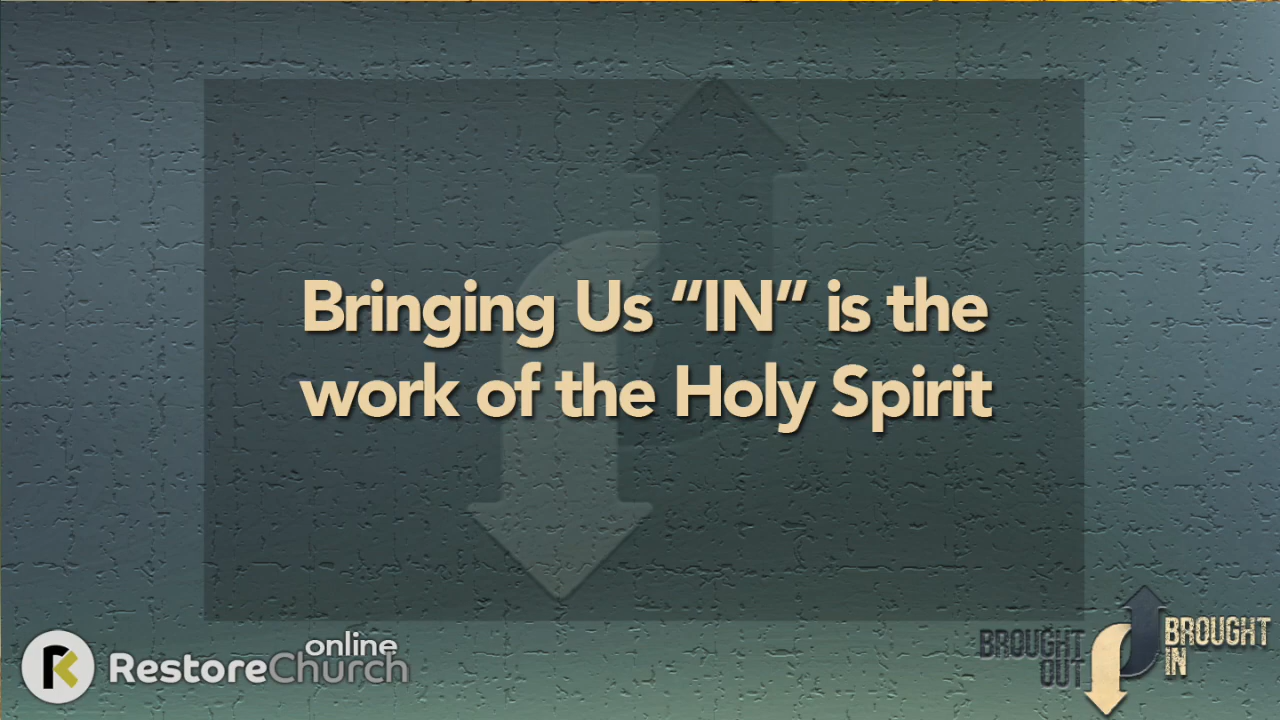 Bringing Us “IN” is the
work of the Holy Spirit
online
RestoreChurch
BROUGHT
OUT
BROUGHT
IN